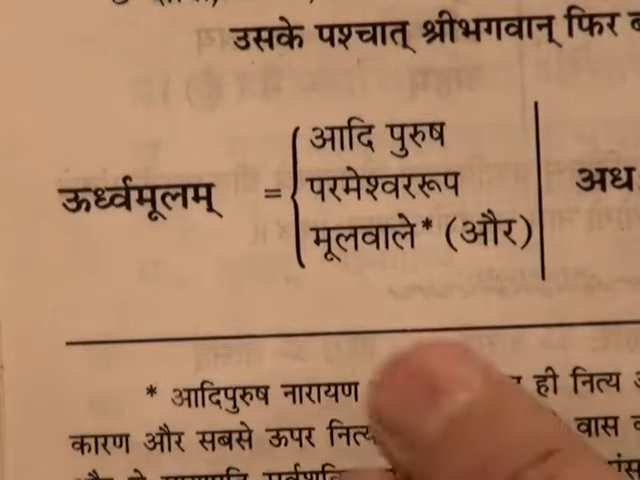 उसके पश्चात् श्रीभगवान् फिर
ऊर्ध्वमूलम् = आदि पुरुष
परमेश्वररूप
मूलवाले* (और)
अध
* आदिपुरुष नारायण ही नित्य
कारण और सबसे ऊपर वास